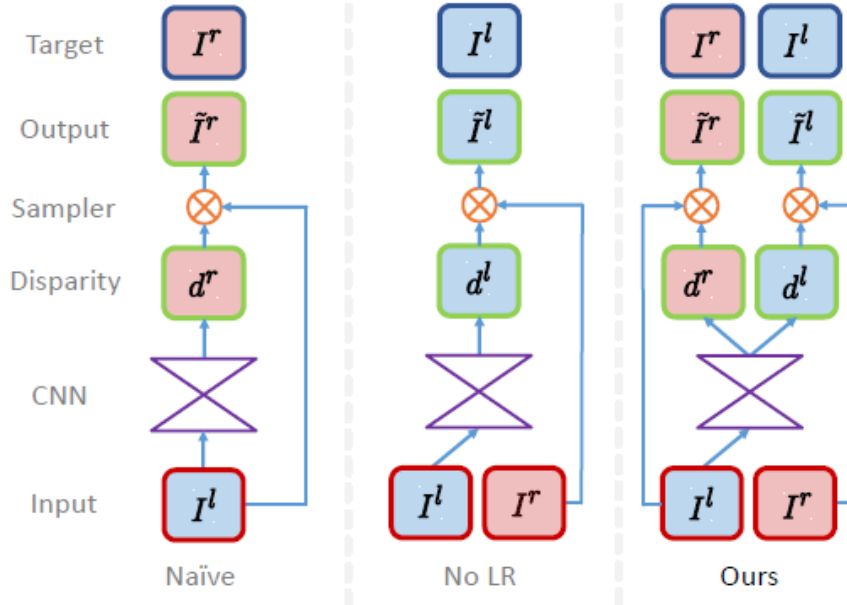 Target I^r I^l I^r I^l
Output Ĩ^r Ĩ^l Ĩ^r Ĩ^l
Sampler
Disparity d^r d^l d^r d^l
CNN
Input I^l I^l I^r I^l I^r
Naïve No LR Ours